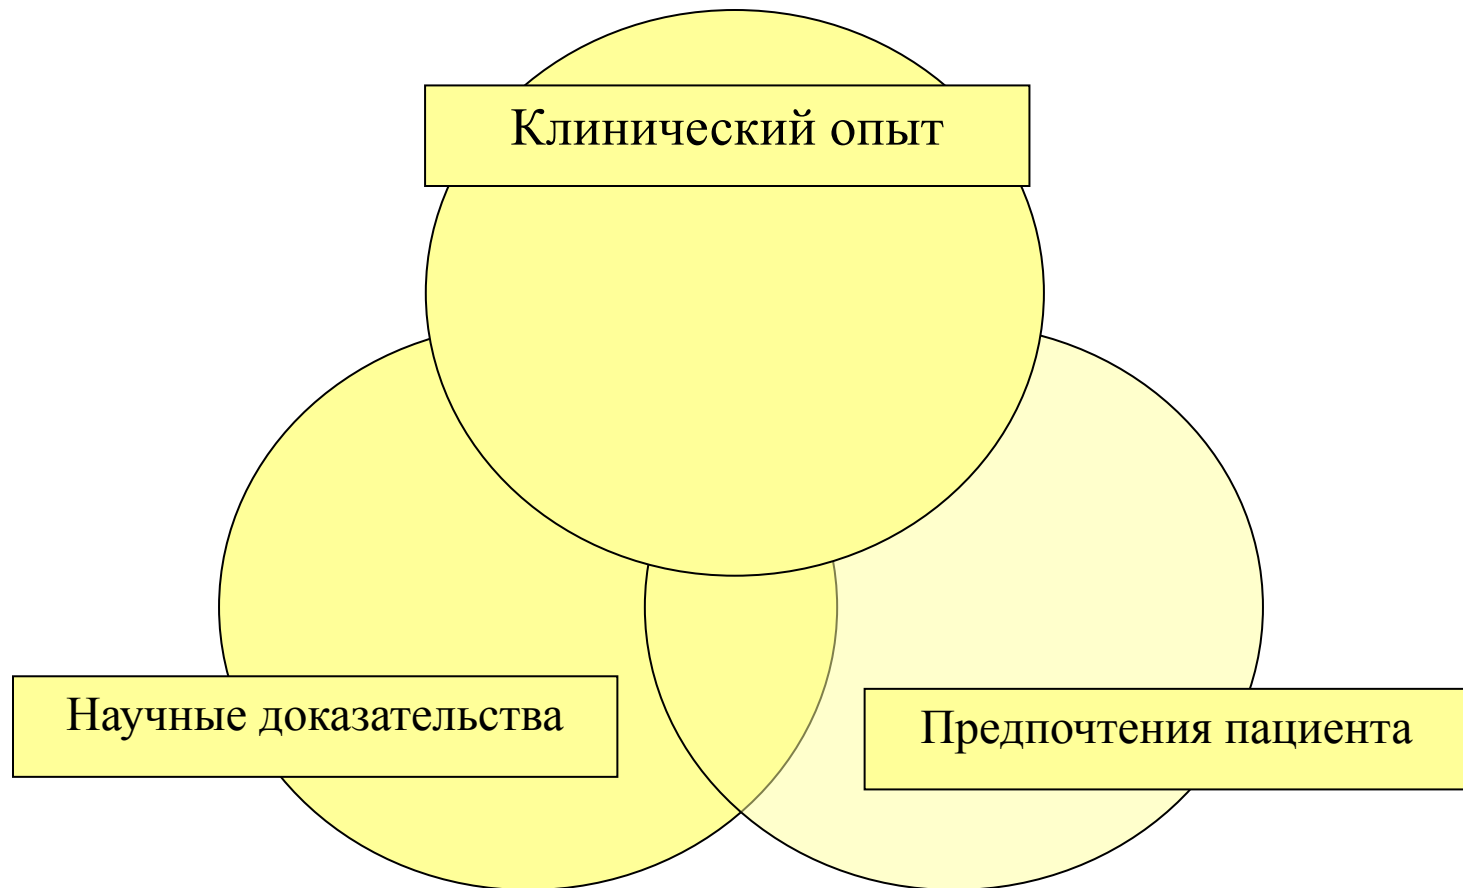 Клинический опыт
Научные доказательства
Предпочтения пациента